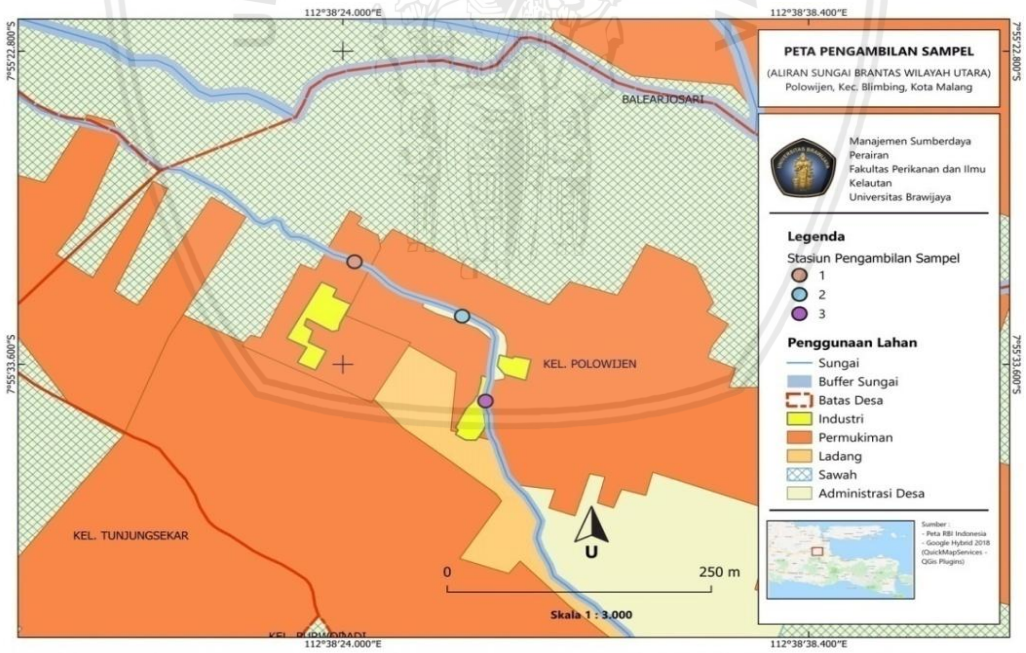 112°38'24.000"E
112°38'38.400"E
7°55'22.800"S
7°55'22.800"S
PETA PENGAMBILAN SAMPEL
(ALIRAN SUNGAI BRANTAS WILAYAH UTARA)
Polowijen, Kec. Blimbing, Kota Malang
BALEARJOSARI
UNIVERSITAS BRAWIJAYA
Manajemen Sumberdaya
Perairan
Fakultas Perikanan dan Ilmu
Kelautan
Universitas Brawijaya
Legenda
Stasiun Pengambilan Sampel
1
2
3
7°55'33.600"S
7°55'33.600"S
KEL. POLOWIJEN
Penggunaan Lahan
Sungai
Buffer Sungai
Batas Desa
Industri
Permukiman
Ladang
Sawah
Administrasi Desa
KEL. TUNJUNGSEKAR
U
0
250 m
Skala 1 : 3.000
Sumber :
- Peta RBI Indonesia
- Google Hybrid 2018
(QuickMapServices -
QGis Plugins)
KEL. PURWODADI
112°38'24.000"E
112°38'38.400"E